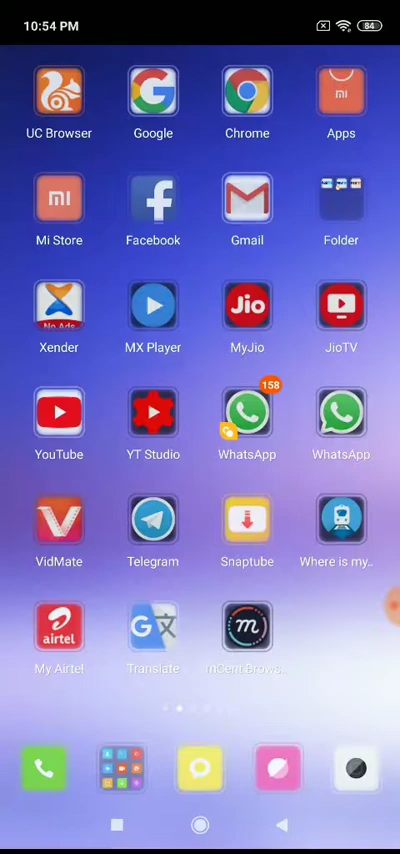 10:54 PM 84
mi
UC Browser Google Chrome Apps
mi
Mi Store Facebook Gmail Folder
Jio
No Ads
Xender MX Player MyJio JioTV
158
YouTube YT Studio WhatsApp WhatsApp
VidMate Telegram Snaptube Where is my..
airtel
My Airtel Translate mCent Brows..